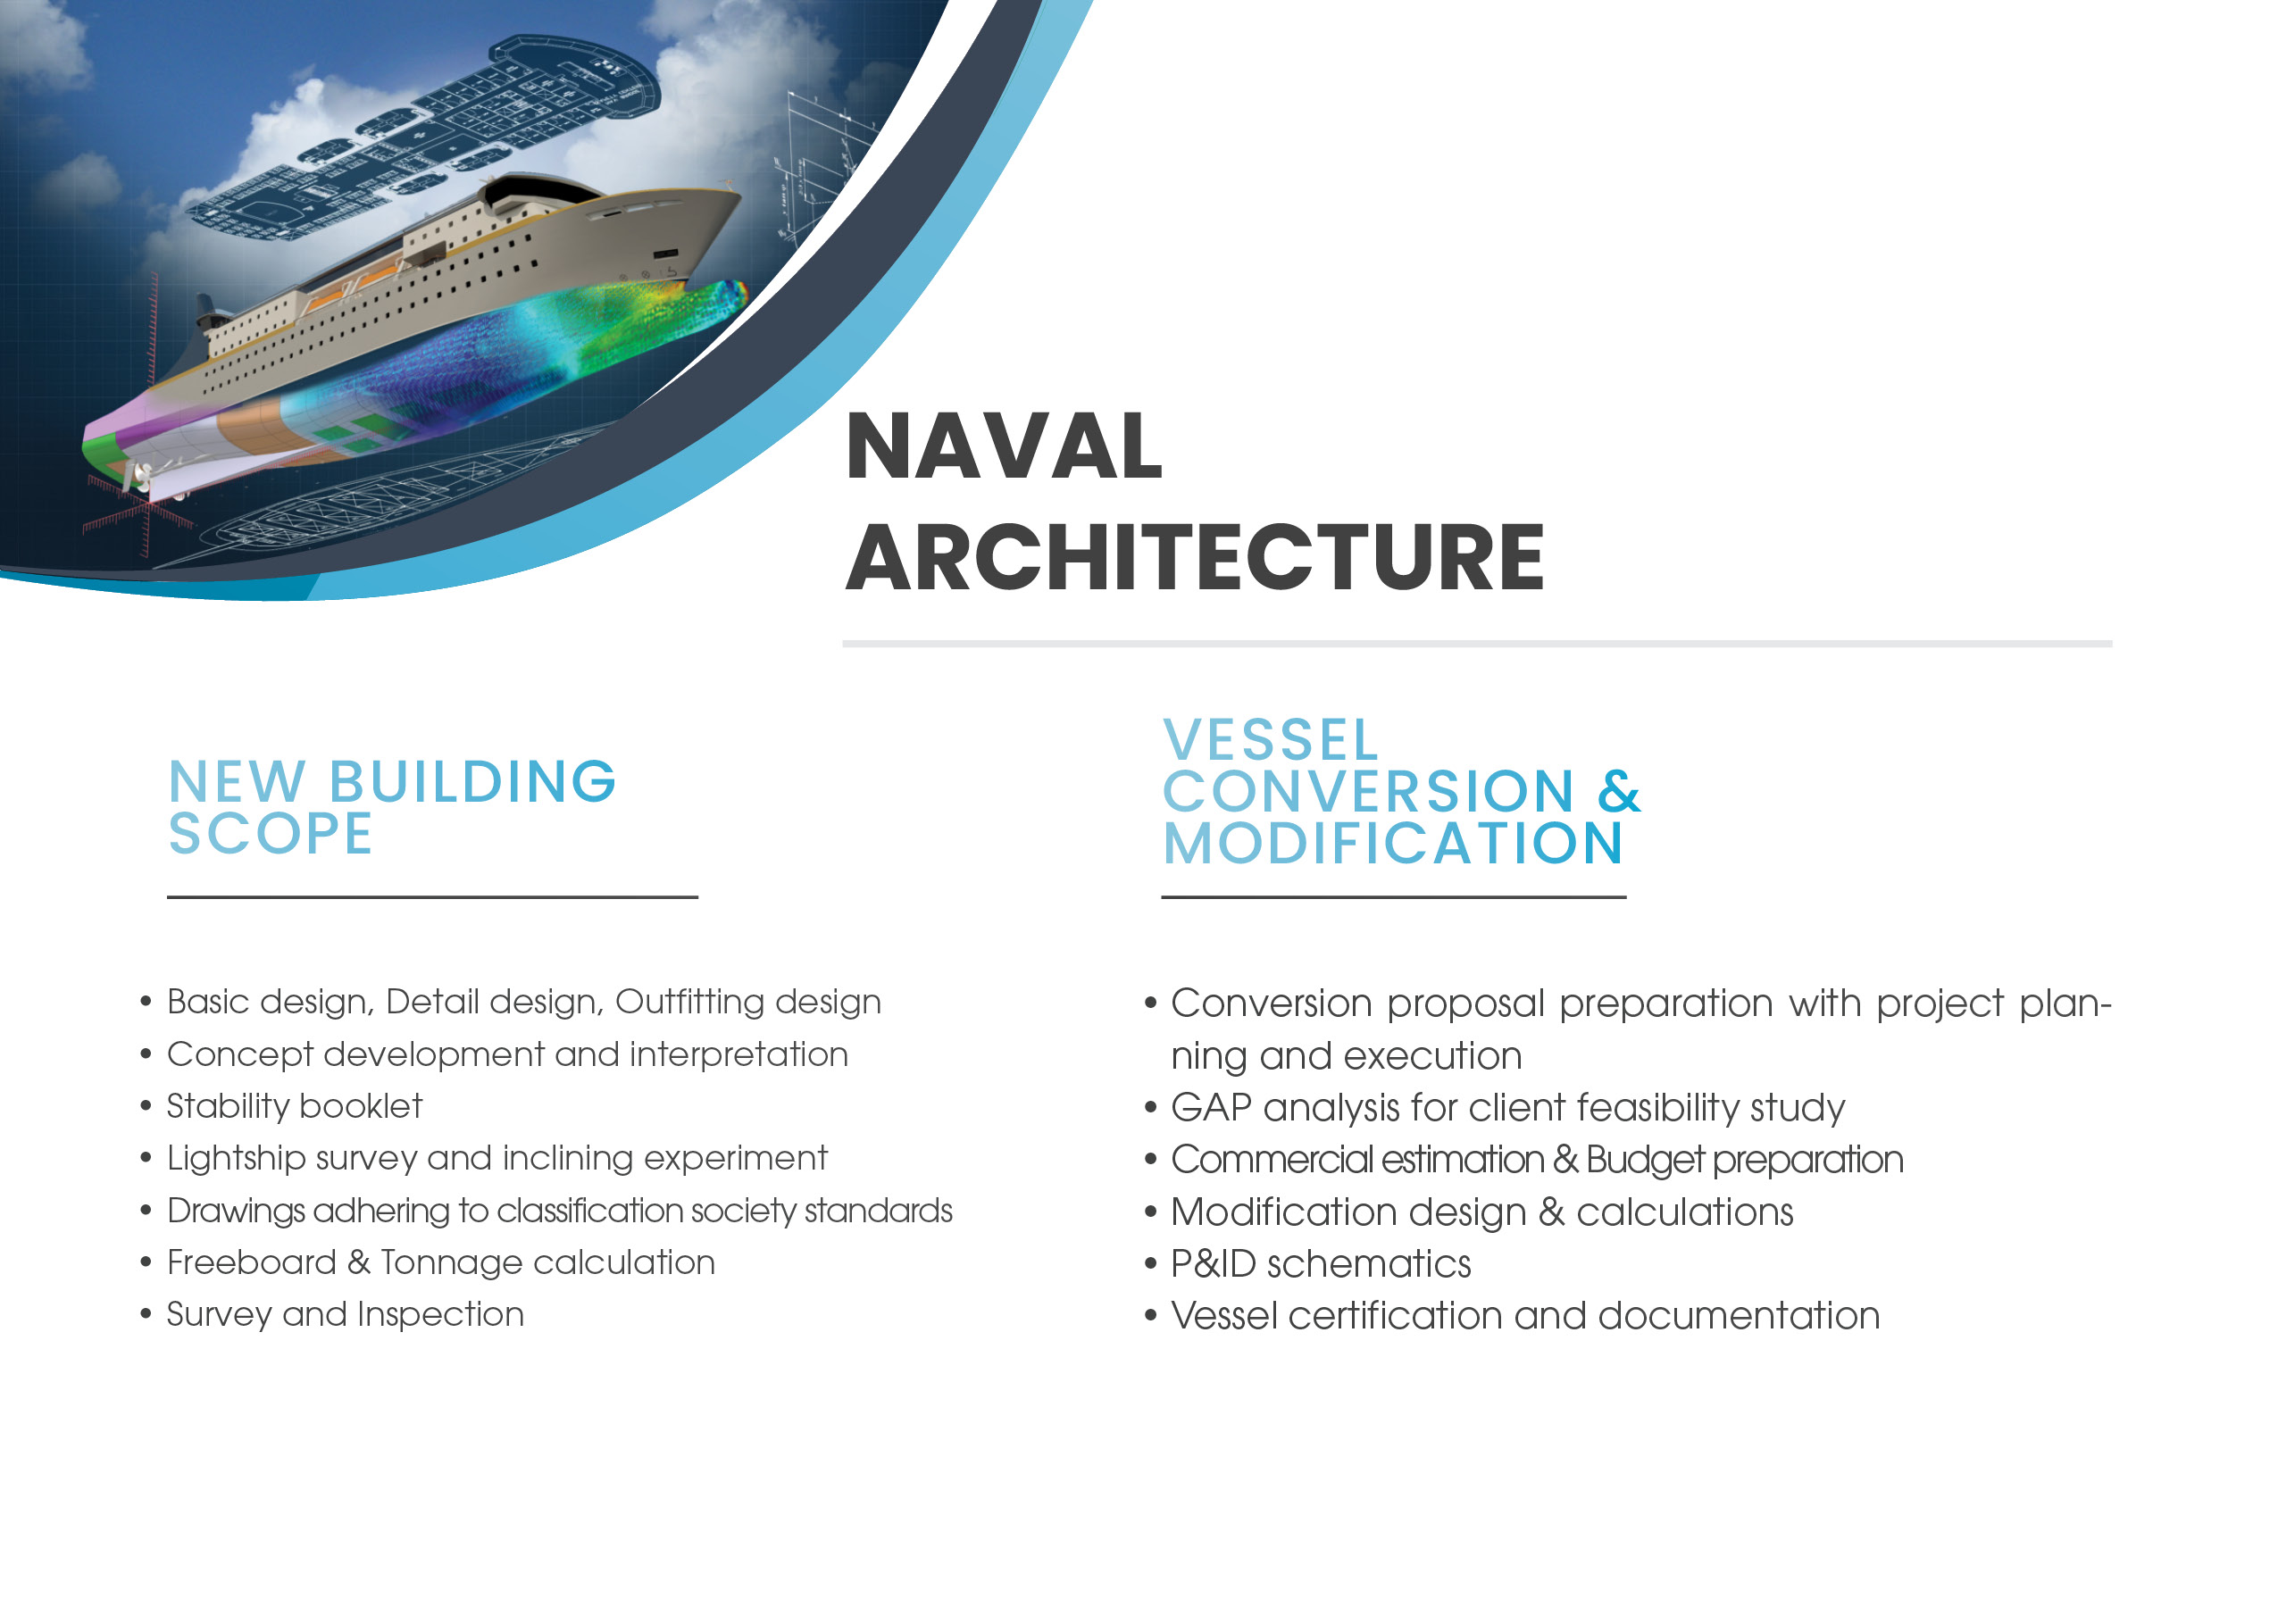 NAVAL
ARCHITECTURE
NEW BUILDING
SCOPE
• Basic design, Detail design, Outfitting design
• Concept development and interpretation
• Stability booklet
• Lightship survey and inclining experiment
• Drawings adhering to classification society standards
• Freeboard & Tonnage calculation
• Survey and Inspection
VESSEL
CONVERSION &
MODIFICATION
• Conversion proposal preparation with project plan-
ning and execution
• GAP analysis for client feasibility study
• Commercial estimation & Budget preparation
• Modification design & calculations
• P&ID schematics
• Vessel certification and documentation